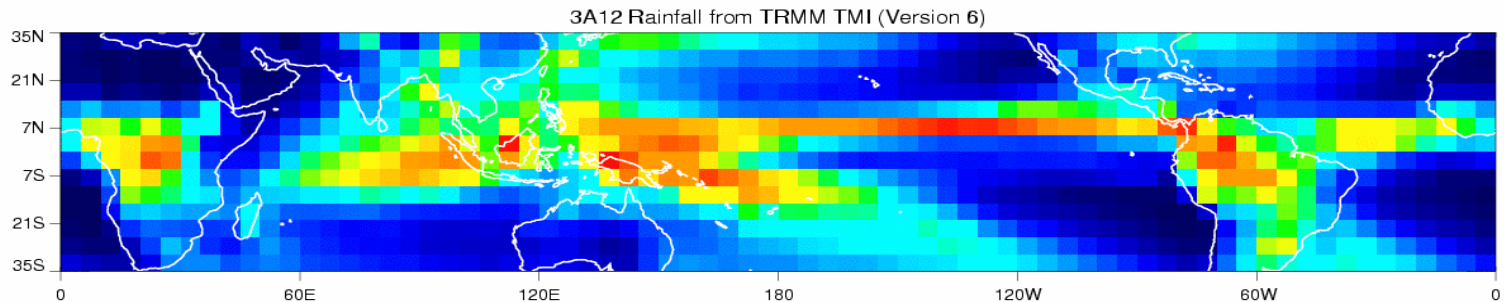 3A12 Rainfall from TRMM TMI (Version 6)
35N
21N
7N
7S
21S
35S
0 60E 120E 180 120W 60W 0